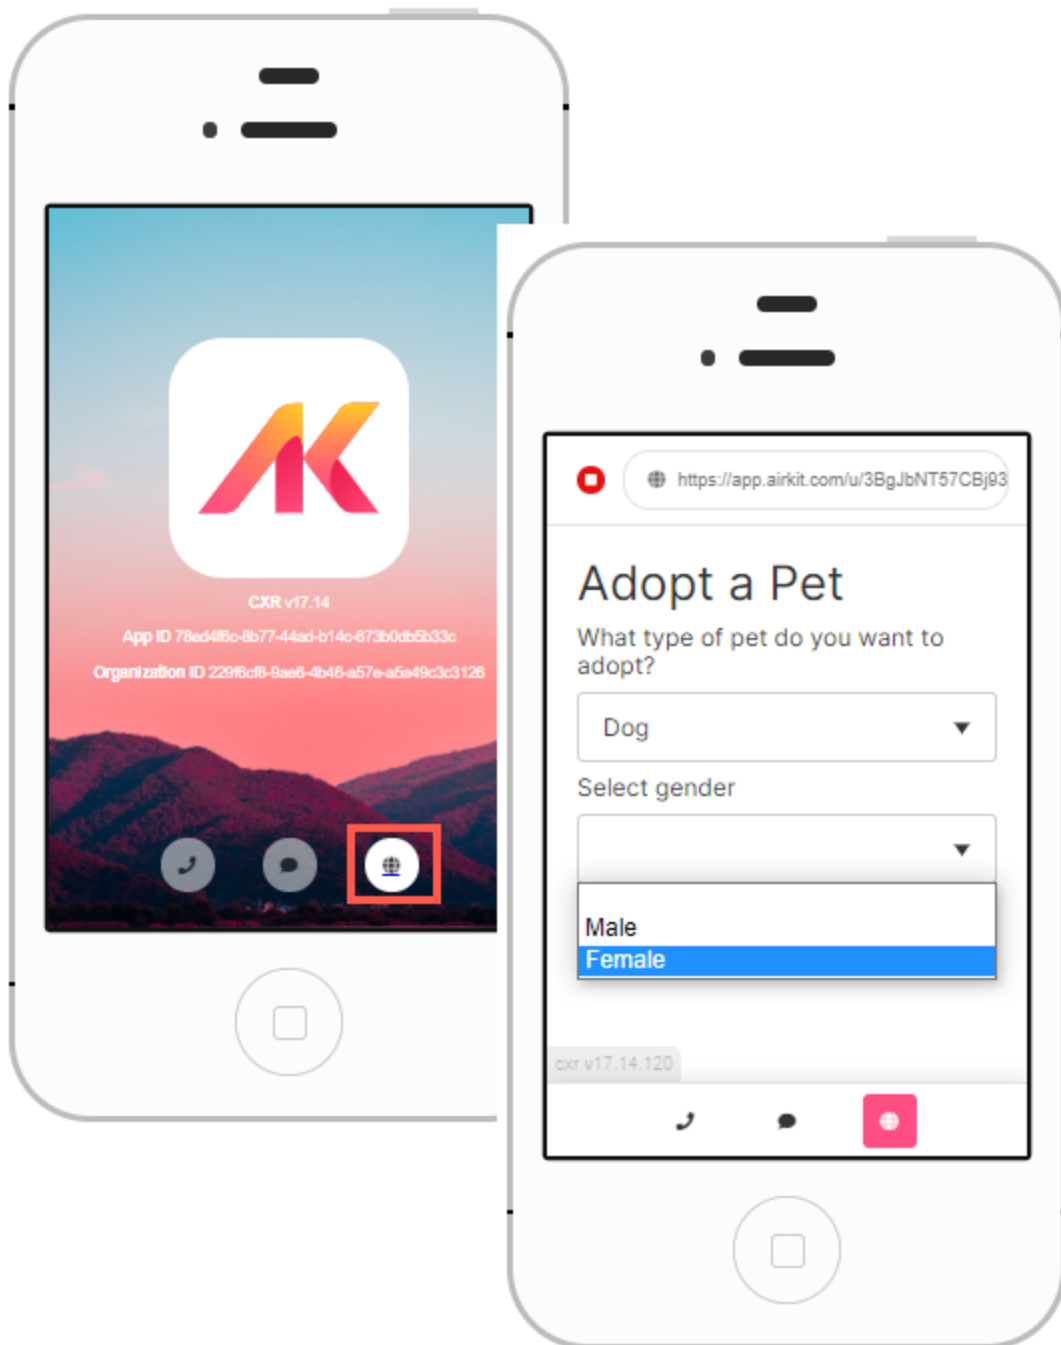 AK
CXR v17.14
App ID 78ed4f6c-8b77-44ad-b14c-673b0db5b33c
Organization ID 229f6cf8-9ae6-4b46-a57e-a5a49c3c3126
https://app.airkit.com/u/3BgJbNT57CBj93
Adopt a Pet
What type of pet do you want to
adopt?
Dog
Select gender
Male
Female
cxr v17.14.120